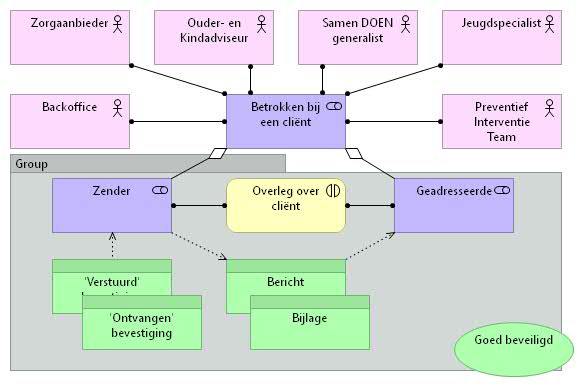 Zorgaanbieder
Ouder- en
Kindadviseur
Samen DOEN
generalist
Jeugdspecialist
Backoffice
Betrokken bij
een cliënt
Preventief
Interventie
Team
Group
Zender
Overleg over
cliënt
Geadresseerde
'Verstuurd'
Bericht
'Ontvangen'
bevestiging
Bijlage
Goed beveiligd